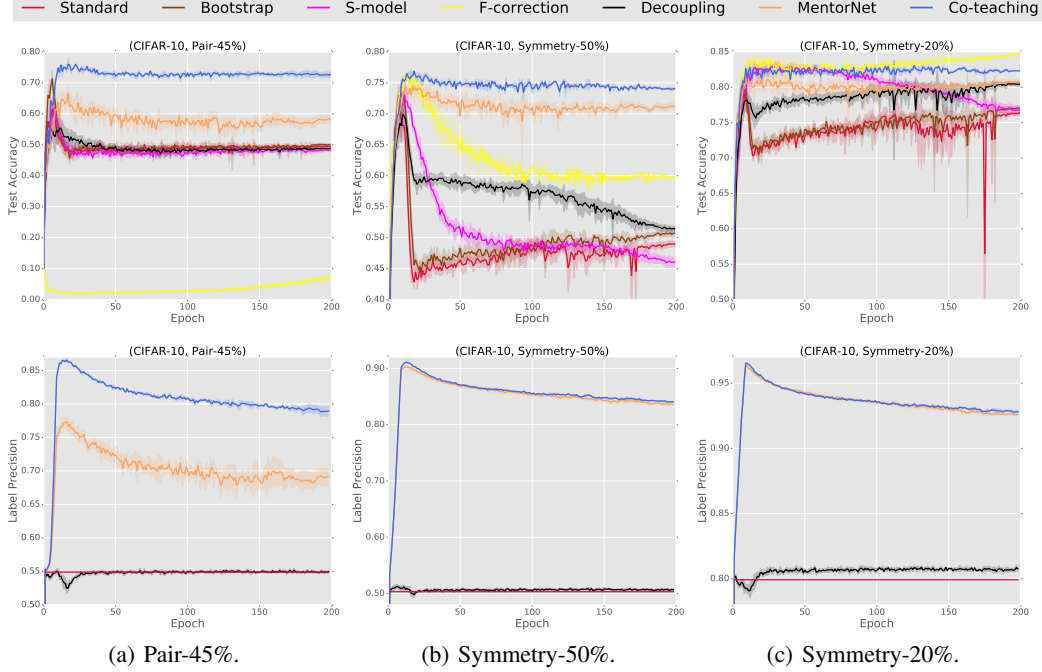 Standard Bootstrap S-model F-correction Decoupling MentorNet Co-teaching
(CIFAR-10, Pair-45%) (CIFAR-10, Symmetry-50%) (CIFAR-10, Symmetry-20%)
Test Accuracy
0.80
0.70
0.60
0.50
0.40
0.30
0.20
0.10
0.00
0 50 100 150 200
Epoch
Test Accuracy
0.80
0.75
0.70
0.65
0.60
0.55
0.50
0.45
0.40
0 50 100 150 200
Epoch
Test Accuracy
0.85
0.80
0.75
0.70
0.65
0.60
0.55
0.50
0 50 100 150 200
Epoch
(CIFAR-10, Pair-45%) (CIFAR-10, Symmetry-50%) (CIFAR-10, Symmetry-20%)
Label Precision
0.85
0.80
0.75
0.70
0.65
0.60
0.55
0.50
0 50 100 150 200
Epoch
Label Precision
0.90
0.80
0.70
0.60
0.50
0 50 100 150 200
Epoch
Label Precision
0.95
0.90
0.85
0.80
0 50 100 150 200
Epoch
(a) Pair-45%. (b) Symmetry-50%. (c) Symmetry-20%.